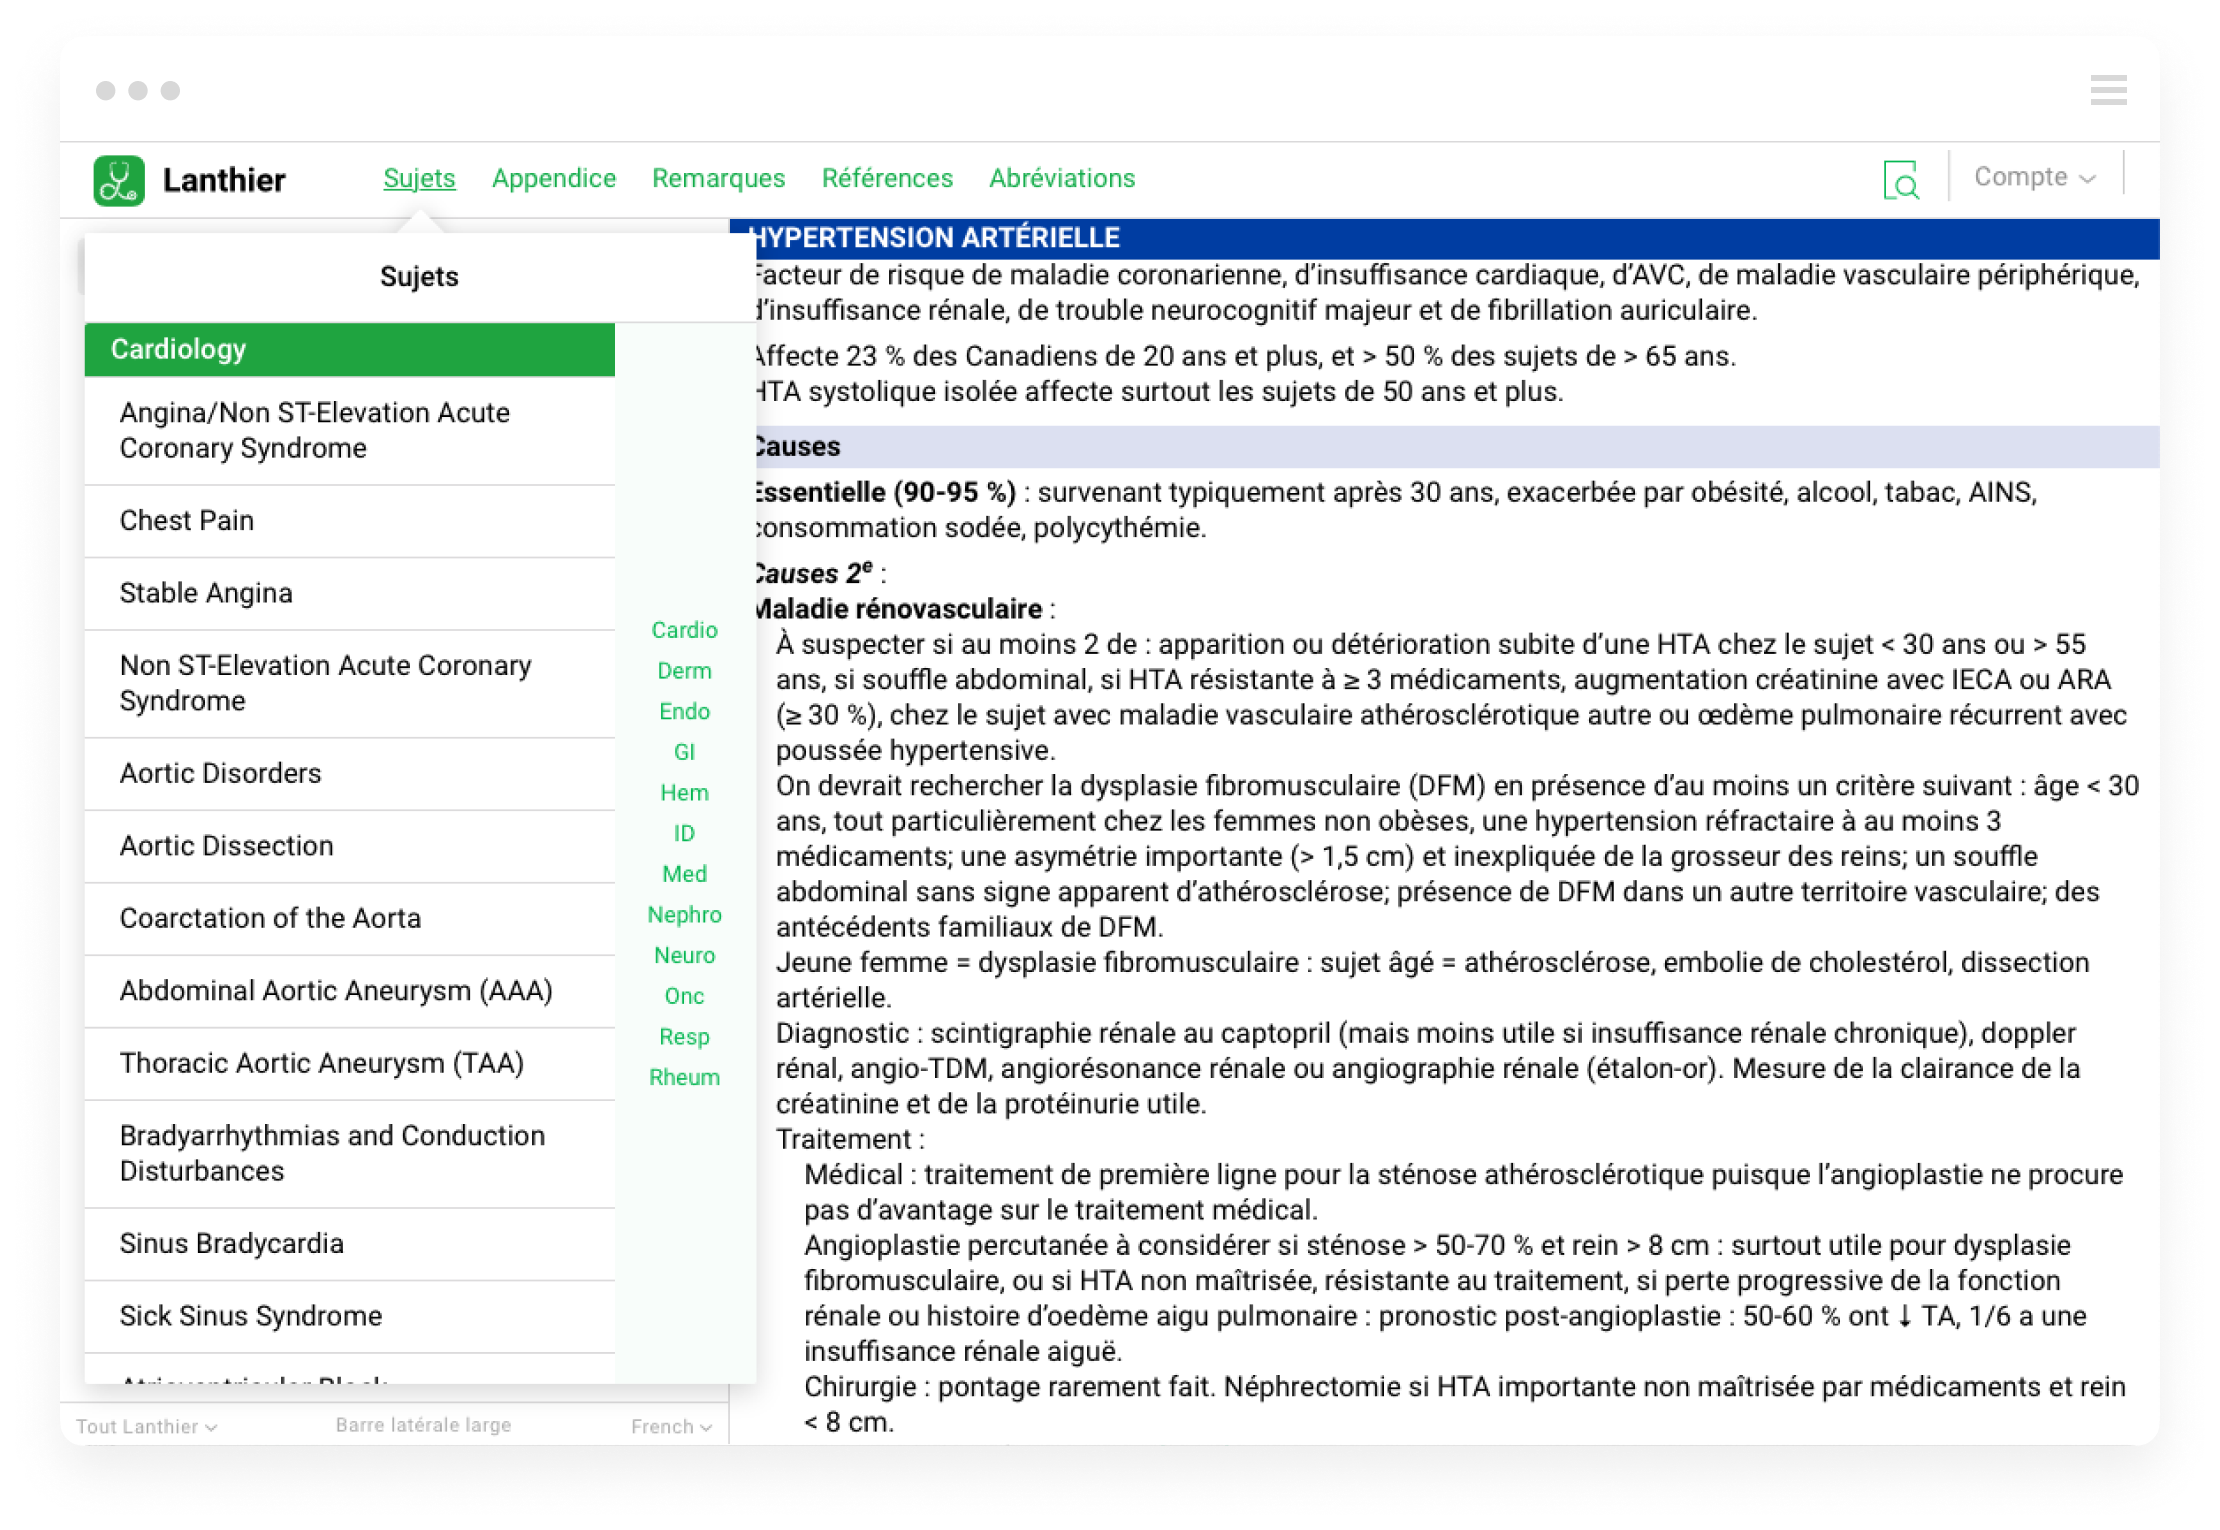 Lanthier
Sujets
Appendice
Remarques
Références
Abréviations
Compte
Sujets
Cardiology
Angina/Non ST-Elevation Acute
Coronary Syndrome
Chest Pain
Stable Angina
Non ST-Elevation Acute Coronary
Syndrome
Aortic Disorders
Aortic Dissection
Coarctation of the Aorta
Abdominal Aortic Aneurysm (AAA)
Thoracic Aortic Aneurysm (TAA)
Bradyarrhythmias and Conduction
Disturbances
Sinus Bradycardia
Sick Sinus Syndrome
Atrioventricular Block
Cardio
Derm
Endo
GI
Hem
ID
Med
Nephro
Neuro
Onc
Resp
Rheum
Tout Lanthier
Barre latérale large
French
HYPERTENSION ARTÉRIELLE
Facteur de risque de maladie coronarienne, d’insuffisance cardiaque, d’AVC, de maladie vasculaire périphérique,
d’insuffisance rénale, de trouble neurocognitif majeur et de fibrillation auriculaire.
Affecte 23 % des Canadiens de 20 ans et plus, et > 50 % des sujets de > 65 ans.
HTA systolique isolée affecte surtout les sujets de 50 ans et plus.
Causes
Essentielle (90-95 %) : survenant typiquement après 30 ans, exacerbée par obésité, alcool, tabac, AINS,
consommation sodée, polycythémie.
Causes 2e :
Maladie rénovasculaire :
À suspecter si au moins 2 de : apparition ou détérioration subite d’une HTA chez le sujet < 30 ans ou > 55
ans, si souffle abdominal, si HTA résistante à ≥ 3 médicaments, augmentation créatinine avec IECA ou ARA
(≥ 30 %), chez le sujet avec maladie vasculaire athérosclérotique autre ou œdème pulmonaire récurrent avec
poussée hypertensive.
On devrait rechercher la dysplasie fibromusculaire (DFM) en présence d’au moins un critère suivant : âge < 30
ans, tout particulièrement chez les femmes non obèses, une hypertension réfractaire à au moins 3
médicaments; une asymétrie importante (> 1,5 cm) et inexpliquée de la grosseur des reins; un souffle
abdominal sans signe apparent d’athérosclérose; présence de DFM dans un autre territoire vasculaire; des
antécédents familiaux de DFM.
Jeune femme = dysplasie fibromusculaire : sujet âgé = athérosclérose, embolie de cholestérol, dissection
artérielle.
Diagnostic : scintigraphie rénale au captopril (mais moins utile si insuffisance rénale chronique), doppler
rénal, angio-TDM, angiorésonance rénale ou angiographie rénale (étalon-or). Mesure de la clairance de la
créatinine et de la protéinurie utile.
Traitement :
Médical : traitement de première ligne pour la sténose athérosclérotique puisque l’angioplastie ne procure
pas d’avantage sur le traitement médical.
Angioplastie percutanée à considérer si sténose > 50-70 % et rein > 8 cm : surtout utile pour dysplasie
fibromusculaire, ou si HTA non maîtrisée, résistante au traitement, si perte progressive de la fonction
rénale ou histoire d’oedème aigu pulmonaire : pronostic post-angioplastie : 50-60 % ont ↓ TA, 1/6 a une
insuffisance rénale aiguë.
Chirurgie : pontage rarement fait. Néphrectomie si HTA importante non maîtrisée par médicaments et rein
< 8 cm.